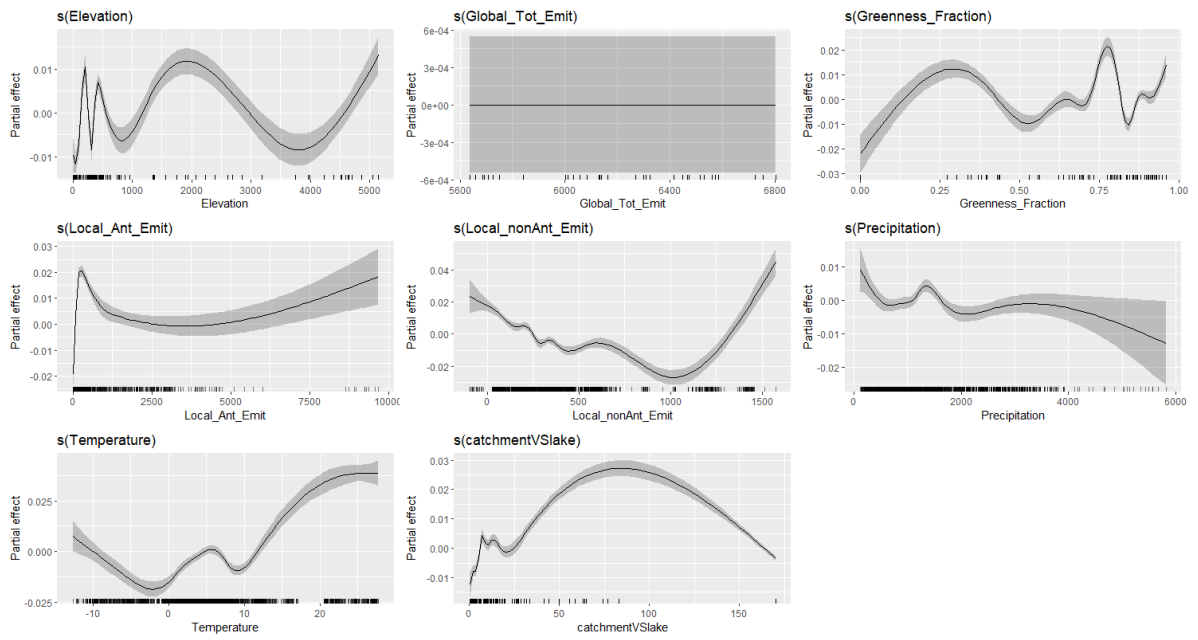 s(Elevation)
Partial effect
0.01
0.00
-0.01
0
1000
2000
3000
4000
5000
Elevation
s(Global_Tot_Emit)
Partial effect
6e-04
3e-04
0e+00
-3e-04
-6e-04
5600
6000
6400
6800
Global_Tot_Emit
s(Greenness_Fraction)
Partial effect
0.02
0.01
0.00
-0.01
-0.02
-0.03
0.00
0.25
0.50
0.75
1.00
Greenness_Fraction
s(Local_Ant_Emit)
Partial effect
0.03
0.02
0.01
0.00
-0.01
-0.02
0
2500
5000
7500
10000
Local_Ant_Emit
s(Local_nonAnt_Emit)
Partial effect
0.04
0.02
0.00
-0.02
0
500
1000
1500
Local_nonAnt_Emit
s(Precipitation)
Partial effect
0.01
0.00
-0.01
-0.02
0
2000
4000
6000
Precipitation
s(Temperature)
Partial effect
0.025
0.000
-0.025
-10
0
10
20
Temperature
s(catchmentVSlake)
Partial effect
0.03
0.02
0.01
0.00
-0.01
0
50
100
150
catchmentVSlake